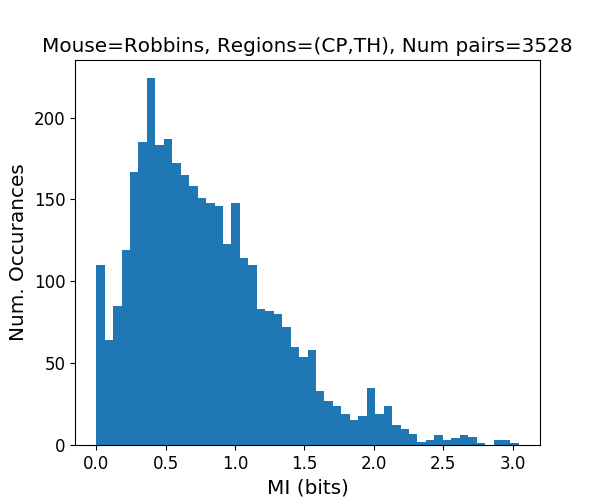 Mouse=Robbins, Regions=(CP,TH), Num pairs=3528
Num. Occurances
200
150
100
50
0
0.0 0.5 1.0 1.5 2.0 2.5 3.0
MI (bits)